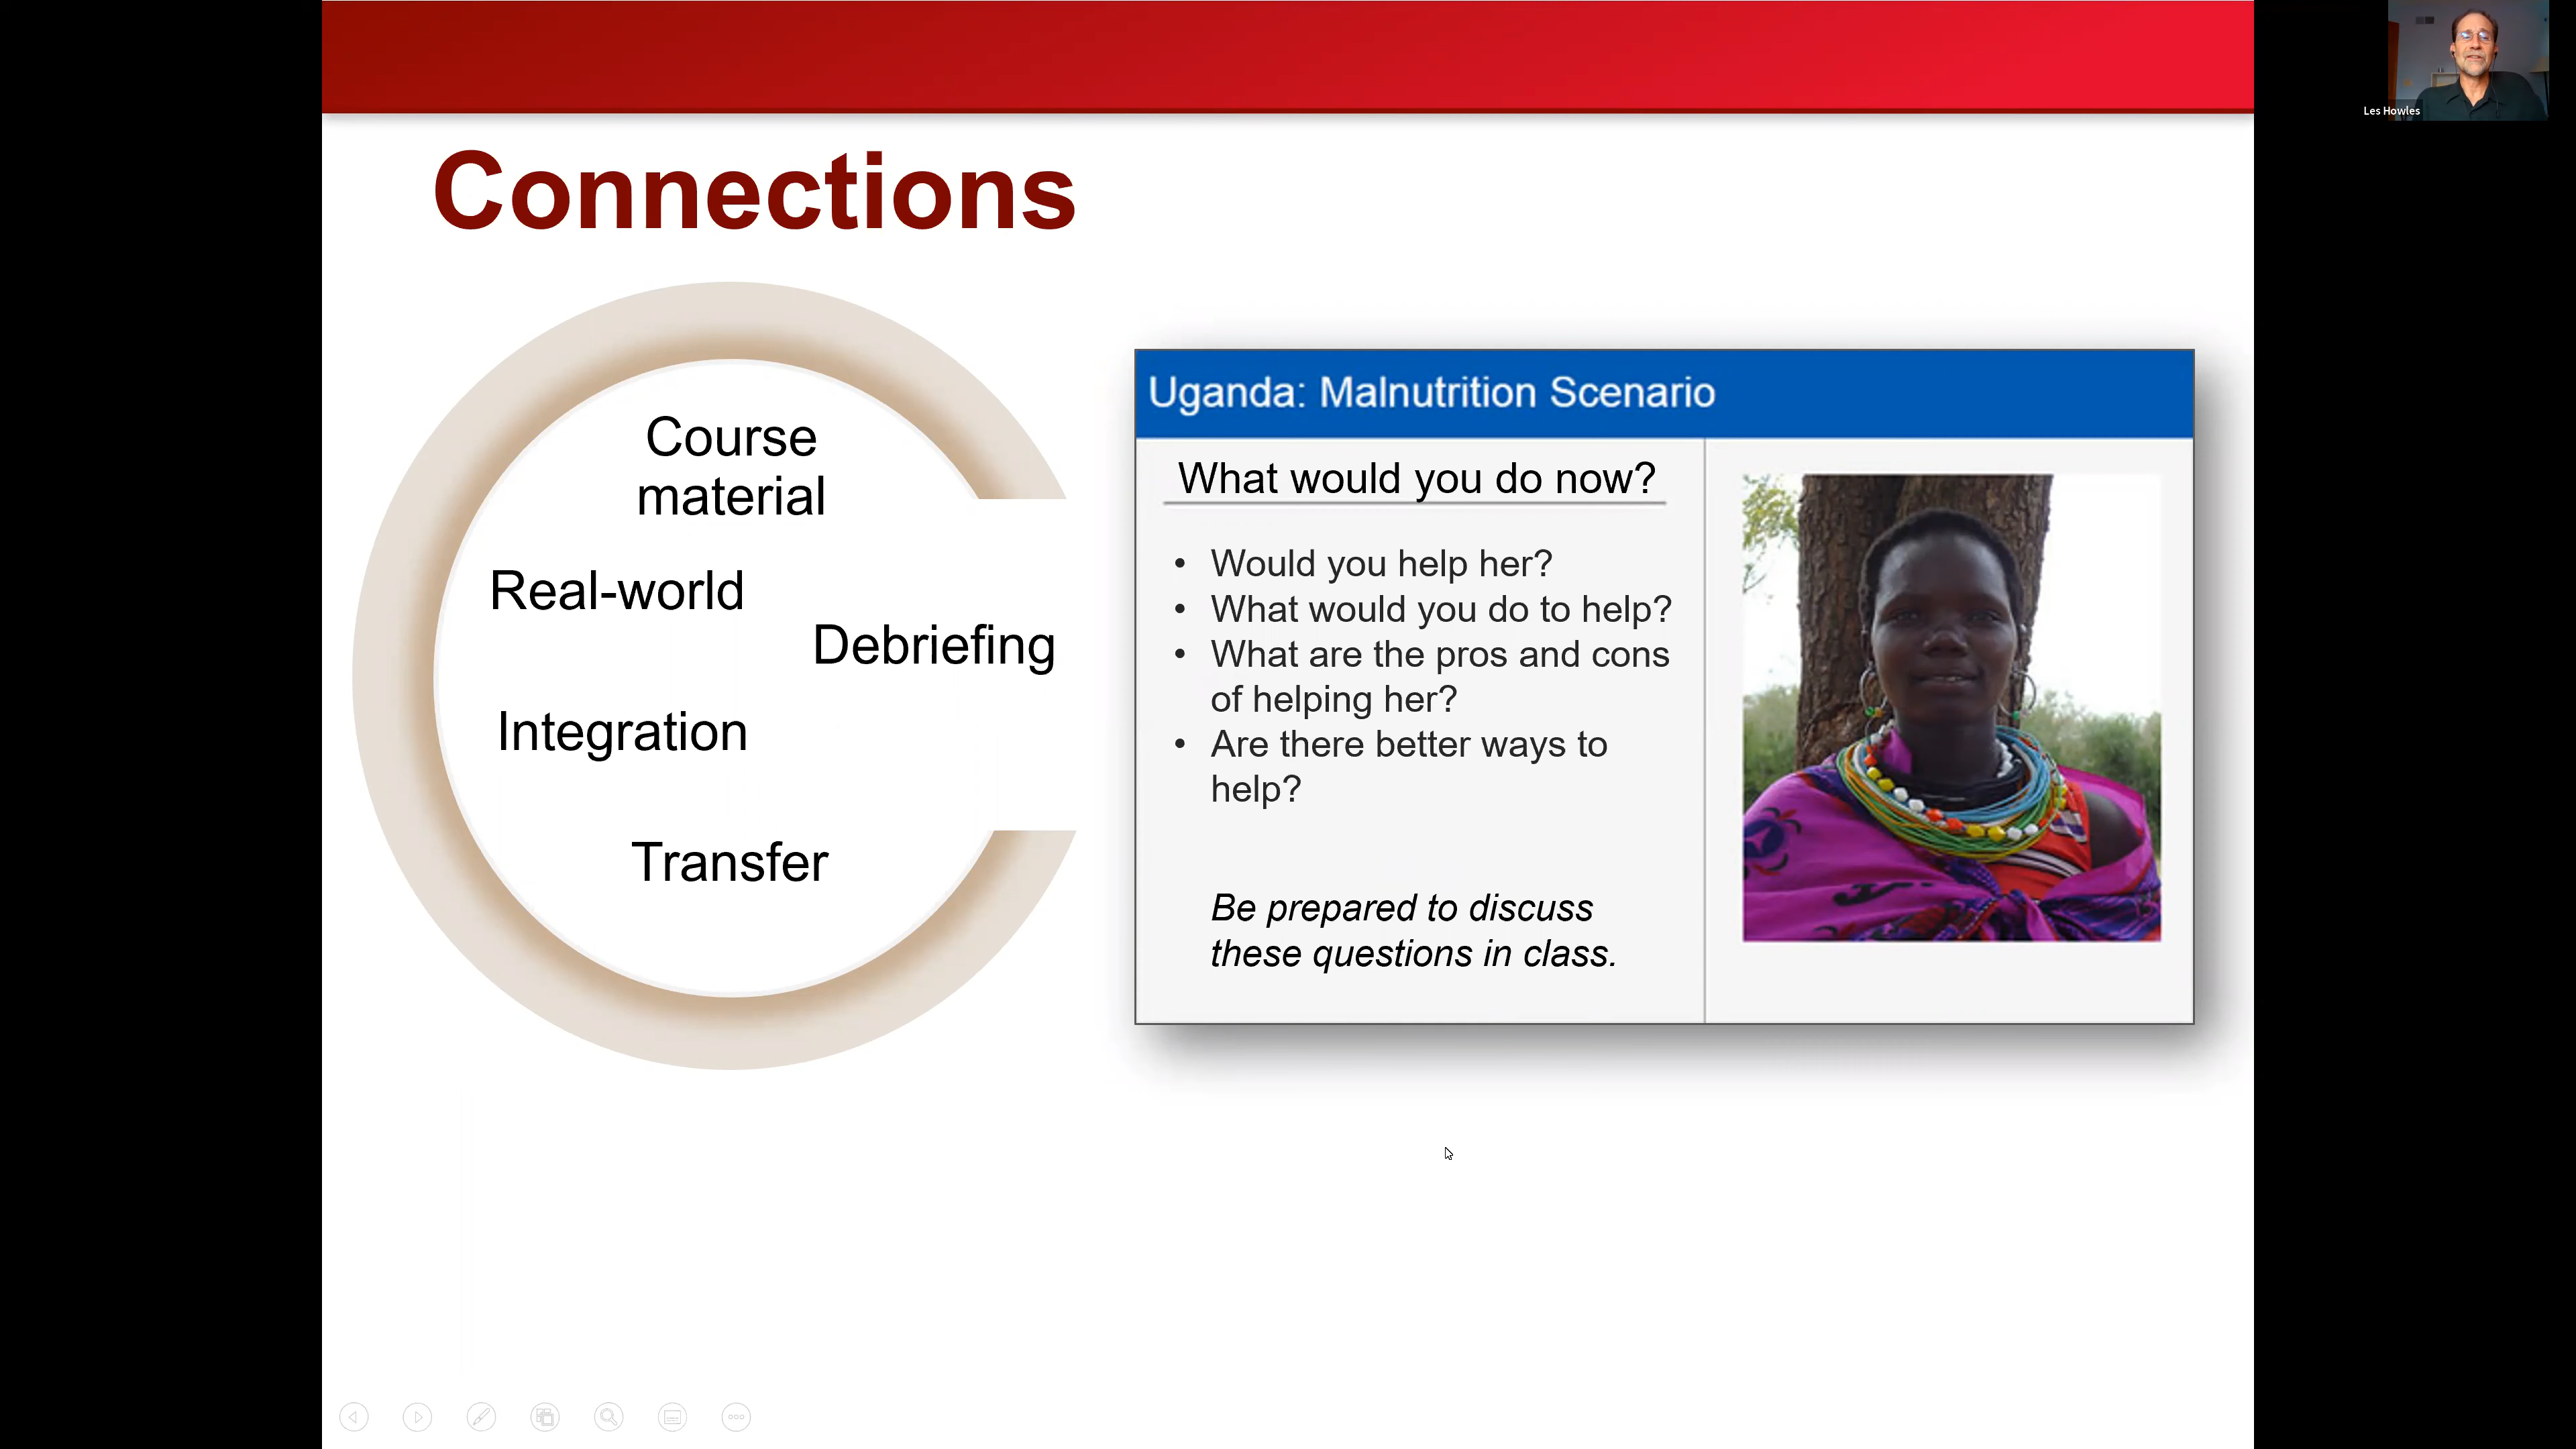 Les Howles
Connections
Course
material
Real-world
Debriefing
Integration
Transfer
Uganda: Malnutrition Scenario
What would you do now?
• Would you help her?
• What would you do to help?
• What are the pros and cons
of helping her?
• Are there better ways to
help?
Be prepared to discuss
these questions in class.